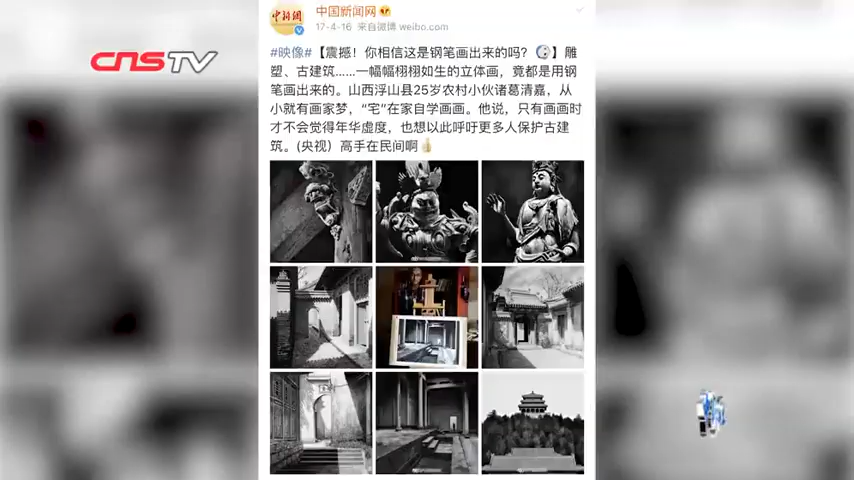 中新网
中国新闻网
17-4-16 来自微博 weibo.com
CNSTV
#映像#【震撼！你相信这是钢笔画出来的吗？】雕
塑、古建筑……一幅幅栩栩如生的立体画，竟都是用钢
笔画出来的。山西浮山县25岁农村小伙诸葛清嘉，从
小就有画家梦，“宅”在家自学画画。他说，只有画画时
才不会觉得年华虚度，也想以此呼吁更多人保护古建
筑。(央视）高手在民间啊